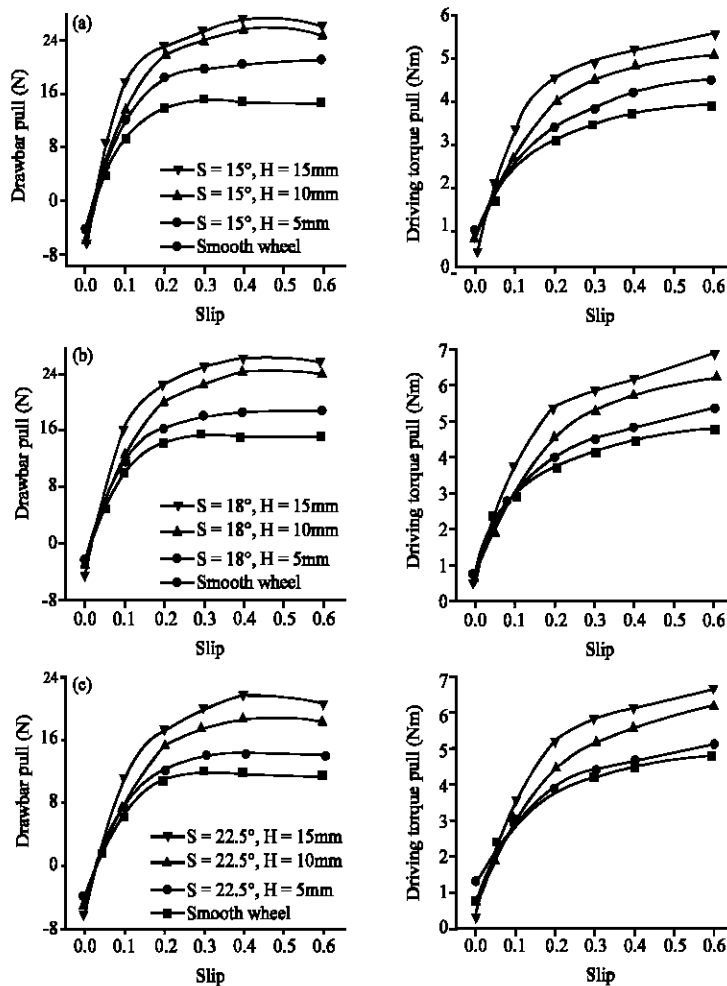 (a)
Drawbar pull (N)
24
16
8
0
-8
S = 15°, H = 15mm
S = 15°, H = 10mm
S = 15°, H = 5mm
Smooth wheel
0.0 0.1 0.2 0.3 0.4 0.5 0.6
Slip
Driving torque pull (Nm)
6
5
4
3
2
1
0
0.0 0.1 0.2 0.3 0.4 0.5 0.6
Slip
(b)
Drawbar pull (N)
24
16
8
0
-8
S = 18°, H = 15mm
S = 18°, H = 10mm
S = 18°, H = 5mm
Smooth wheel
0.0 0.1 0.2 0.3 0.4 0.5 0.6
Slip
Driving torque pull (Nm)
7
6
5
4
3
2
1
0
0.0 0.1 0.2 0.3 0.4 0.5 0.6
Slip
(c)
Drawbar pull (N)
24
16
8
0
-8
S = 22.5°, H = 15mm
S = 22.5°, H = 10mm
S = 22.5°, H = 5mm
Smooth wheel
0.0 0.1 0.2 0.3 0.4 0.5 0.6
Slip
Driving torque pull (Nm)
7
6
5
4
3
2
1
0
0.0 0.1 0.2 0.3 0.4 0.5 0.6
Slip